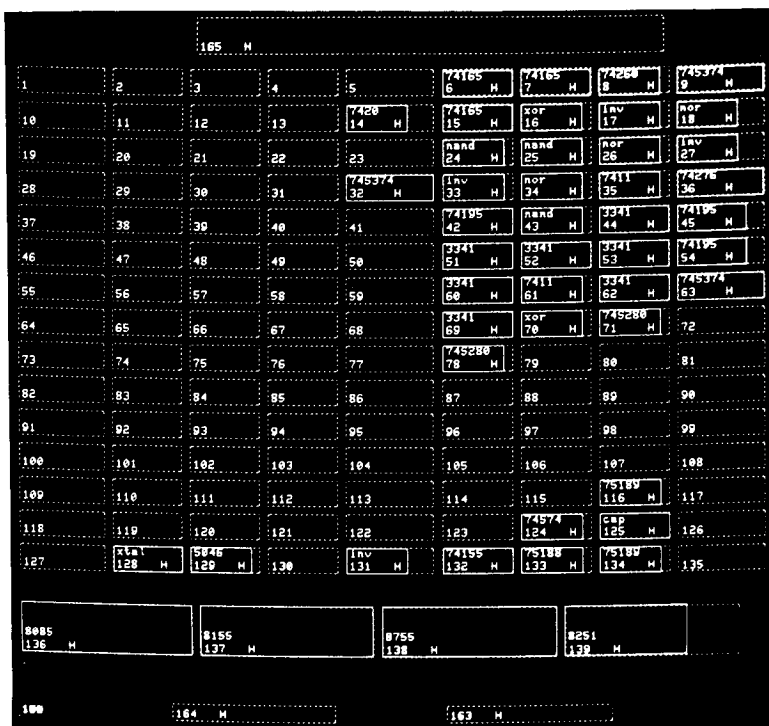 165 H
74165 74165 74260 745374
1 2 3 4 5 6 H 7 H 8 H 9 H
7420 74165 xor Inv nor
10 11 12 13 14 H 15 H 16 H 17 H 18 H
nand nand nor Inv
19 20 21 22 23 24 H 25 H 26 H 27 H
745374 Inv nor 7411 74276
28 29 30 31 32 H 33 H 34 H 35 H 36 H
74195 nand 3341 74195
37 38 39 40 41 42 H 43 H 44 H 45 H
3341 3341 3341 74195
46 47 48 49 50 51 H 52 H 53 H 54 H
3341 7411 3341 745374
55 56 57 58 59 60 H 61 H 62 H 63 H
3341 xor 745280
64 65 66 67 68 69 H 70 H 71 H 72
745280
73 74 75 76 77 78 H 79 80 81
82 83 84 85 86 87 88 89 90
91 92 93 94 95 96 97 98 99
100 101 102 103 104 105 106 107 108
75189
109 110 111 112 113 114 115 116 H 117
74574 cap
118 119 120 121 122 123 124 H 125 H 126
xtal 5046 Inv 74155 75188 75189
127 128 H 129 H 130 131 H 132 H 133 H 134 H 135
8085 8155 8755 8251
136 H 137 H 138 H 139 H
164 H 163 H